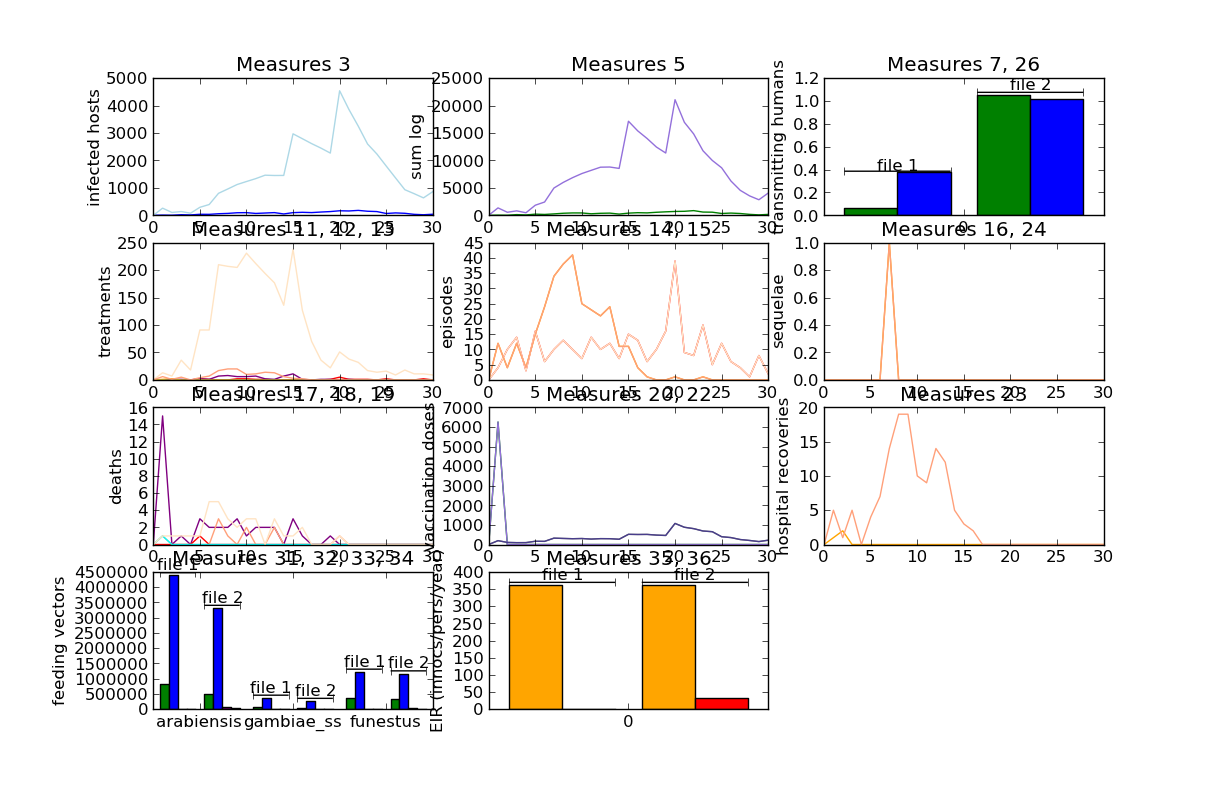 Measures 3
Measures 5
Measures 7, 26
infected hosts
5000
4000
3000
2000
1000
0
0 5 10 15 20 25 30
sum log
25000
20000
15000
10000
5000
0
0 5 10 15 20 25 30
transmitting humans
1.2
1.0
0.8
0.6
0.4
0.2
0.0
file 1
file 2
0
Measures 11, 12, 13
Measures 14, 15
Measures 16, 24
treatments
250
200
150
100
50
0
0 5 10 15 20 25 30
episodes
45
40
35
30
25
20
15
10
5
0
0 5 10 15 20 25 30
sequelae
1.0
0.8
0.6
0.4
0.2
0.0
0 5 10 15 20 25 30
Measures 17, 18, 19
Measures 20, 22
Measures 23
deaths
16
14
12
10
8
6
4
2
0
0 5 10 15 20 25 30
vaccination doses
7000
6000
5000
4000
3000
2000
1000
0
0 5 10 15 20 25 30
hospital recoveries
20
15
10
5
0
0 5 10 15 20 25 30
Measures 31, 32, 33, 34
Measures 35, 36
feeding vectors
4500000
4000000
3500000
3000000
2500000
2000000
1500000
1000000
500000
0
file 1
file 2
file 1
file 2
file 1
file 2
arabiensis gambiae_ss funestus
EIR (innocs/pers/year)
400
350
300
250
200
150
100
50
0
file 1
file 2
0